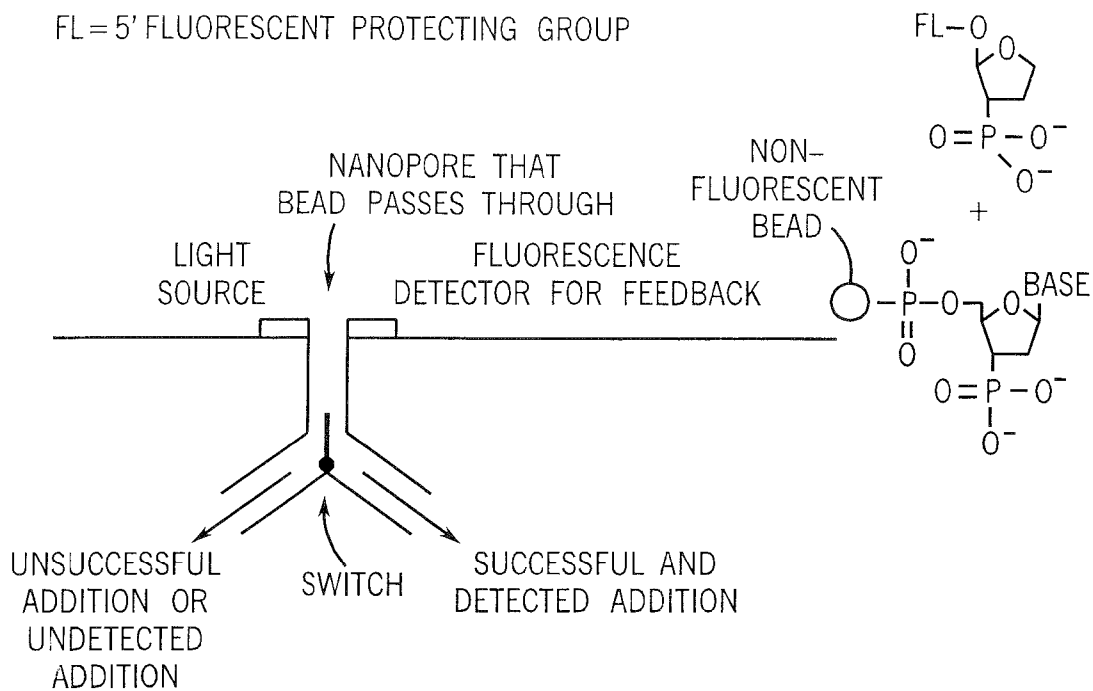 FL=5' FLUORESCENT PROTECTING GROUP
FL-O
O
O=P-O⁻
O⁻
+
NANOPORE THAT
BEAD PASSES THROUGH
NON-
FLUORESCENT
BEAD
LIGHT
SOURCE
FLUORESCENCE
DETECTOR FOR FEEDBACK
O⁻
P-O
O
O BASE
O=P-O⁻
O⁻
UNSUCCESSFUL
ADDITION OR
UNDETECTED
ADDITION
SWITCH
SUCCESSFUL AND
DETECTED ADDITION